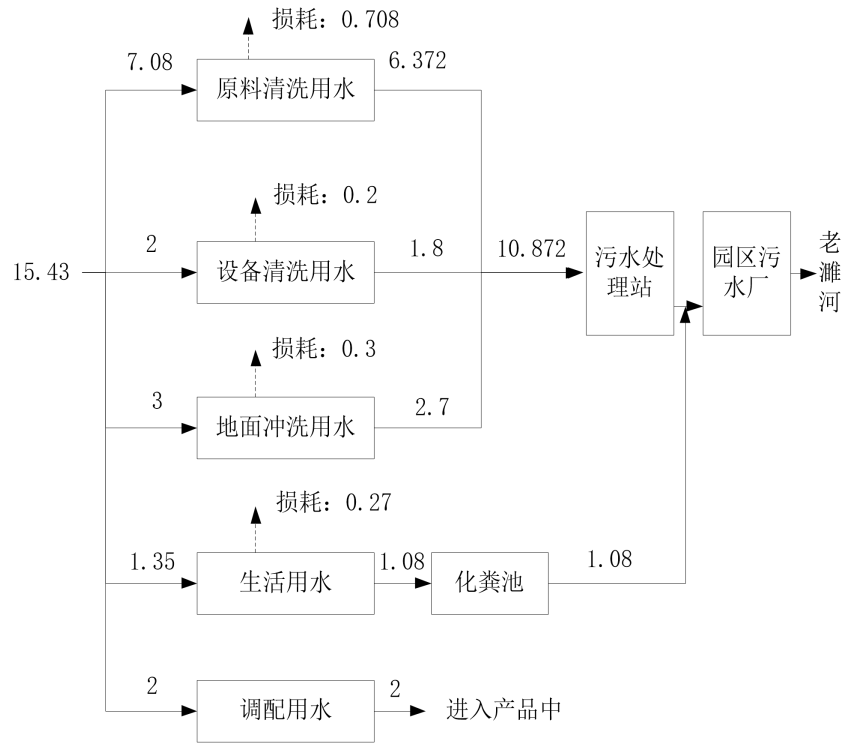 损耗：0.708
7.08
原料清洗用水
6.372
损耗：0.2
15.43
2
设备清洗用水
1.8
10.872
污水处
理站
园区污
水厂
老
濉
河
损耗：0.3
3
地面冲洗用水
2.7
损耗：0.27
1.35
生活用水
1.08
化粪池
1.08
2
调配用水
2
进入产品中